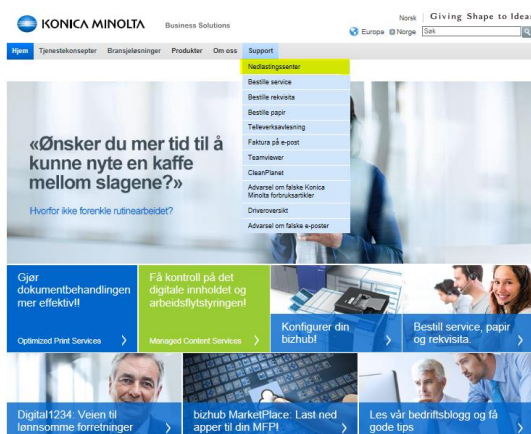 KONICA MINOLTA
Business Solutions
Norsk
Giving Shape to Idea
Europe
Norge
Søk
Hjem
Tjenestekonsepter
Bransjeløsninger
Produkter
Om oss
Support
Nedlastingssenter
Bestille service
Bestille rekvisita
Bestille papir
Telleverksavlesning
Faktura på e-post
Teamviewer
CleanPlanet
Advarsel om falske Konica
Minolta forbruksartikler
Driveroversikt
Advarsel om falske e-poster
«Ønsker du mer tid til å
kunne nyte en kaffe
mellom slagene?»
Hvorfor ikke forenkle rutinearbeidet?
Gjør
dokumentbehandlingen
mer effektiv!!
Optimized Print Services
Få kontroll på det
digitale innholdet og
arbeidsflytstyringen!
Managed Content Services
Konfigurer din
bizhub!
Bestill service, papir
og rekvisita.
Digital1234: Veien til
lønnsomme forretninger
bizhub MarketPlace: Last ned
apper til din MFP!
Les vår bedriftsblogg og få
gode tips